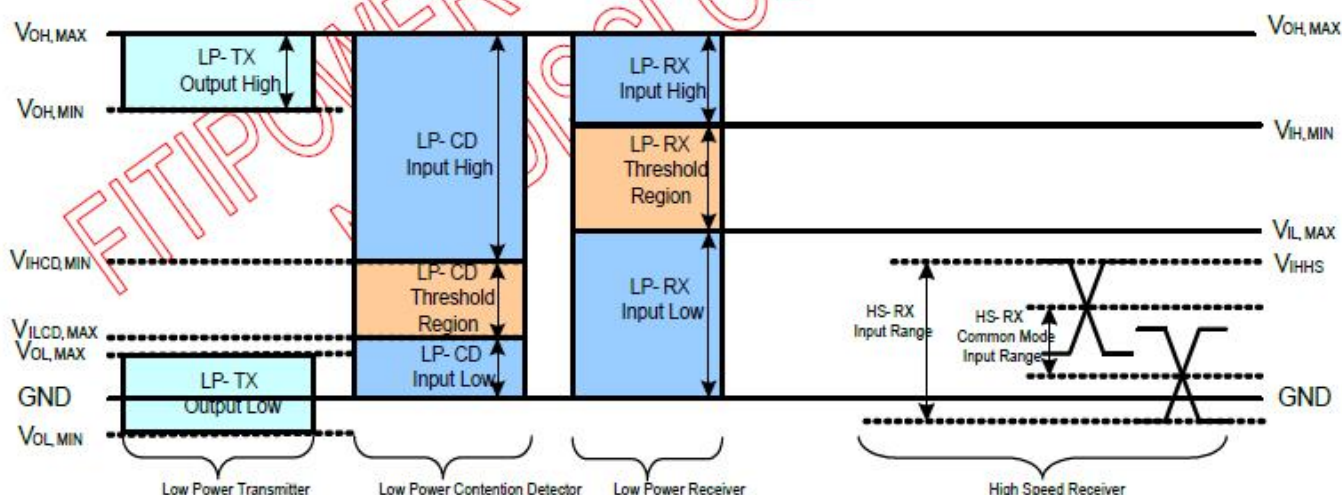 VOH, MAX
VOH, MIN
VIHCD, MIN
VILCD, MAX
VOL, MAX
GND
VOL, MIN
LP- TX
Output High
LP- TX
Output Low
LP- CD
Input High
LP- CD
Threshold
Region
LP- CD
Input Low
LP- RX
Input High
LP- RX
Threshold
Region
LP- RX
Input Low
HS- RX
Input Range
HS- RX
Common Mode
Input Range
VOH, MAX
VIH, MIN
VIL, MAX
VIHHS
GND
Low Power Transmitter
Low Power Contention Detector
Low Power Receiver
High Speed Receiver
FITIPOWER